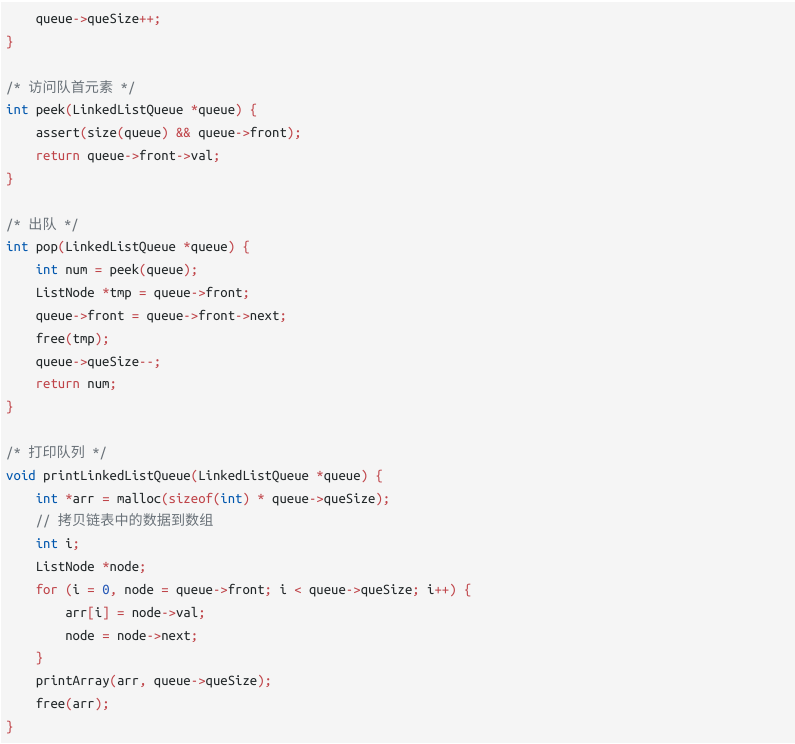 queue->queSize++;
}

/* 访问队首元素 */
int peek(LinkedListQueue *queue) {
    assert(size(queue) && queue->front);
    return queue->front->val;
}

/* 出队 */
int pop(LinkedListQueue *queue) {
    int num = peek(queue);
    ListNode *tmp = queue->front;
    queue->front = queue->front->next;
    free(tmp);
    queue->queSize--;
    return num;
}

/* 打印队列 */
void printLinkedListQueue(LinkedListQueue *queue) {
    int *arr = malloc(sizeof(int) * queue->queSize);
    // 拷贝链表中的数据到数组
    int i;
    ListNode *node;
    for (i = 0, node = queue->front; i < queue->queSize; i++) {
        arr[i] = node->val;
        node = node->next;
    }
    printArray(arr, queue->queSize);
    free(arr);
}